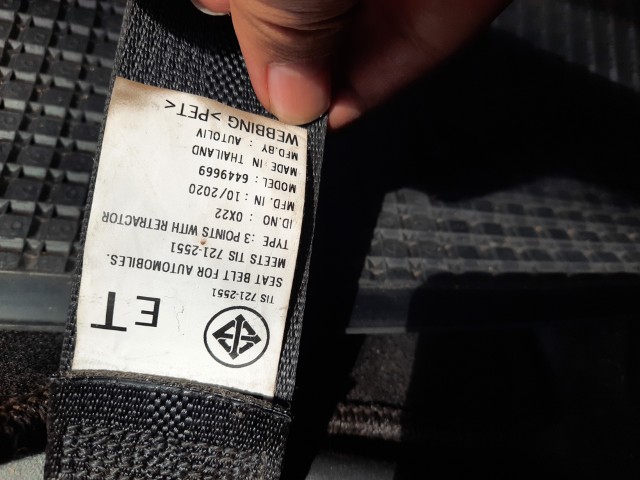 TIS 721-2551
ET
SEAT BELT FOR AUTOMOBILES.
MEETS TIS 721-2551
TYPE :3 POINTS WITH RETRACTOR
ID.NO : 0X22
MFD. IN : 10/2020
MODEL: 6449669
MADE IN THAILAND
MFD.BY : AUTOLIV
WEBBING >PET<